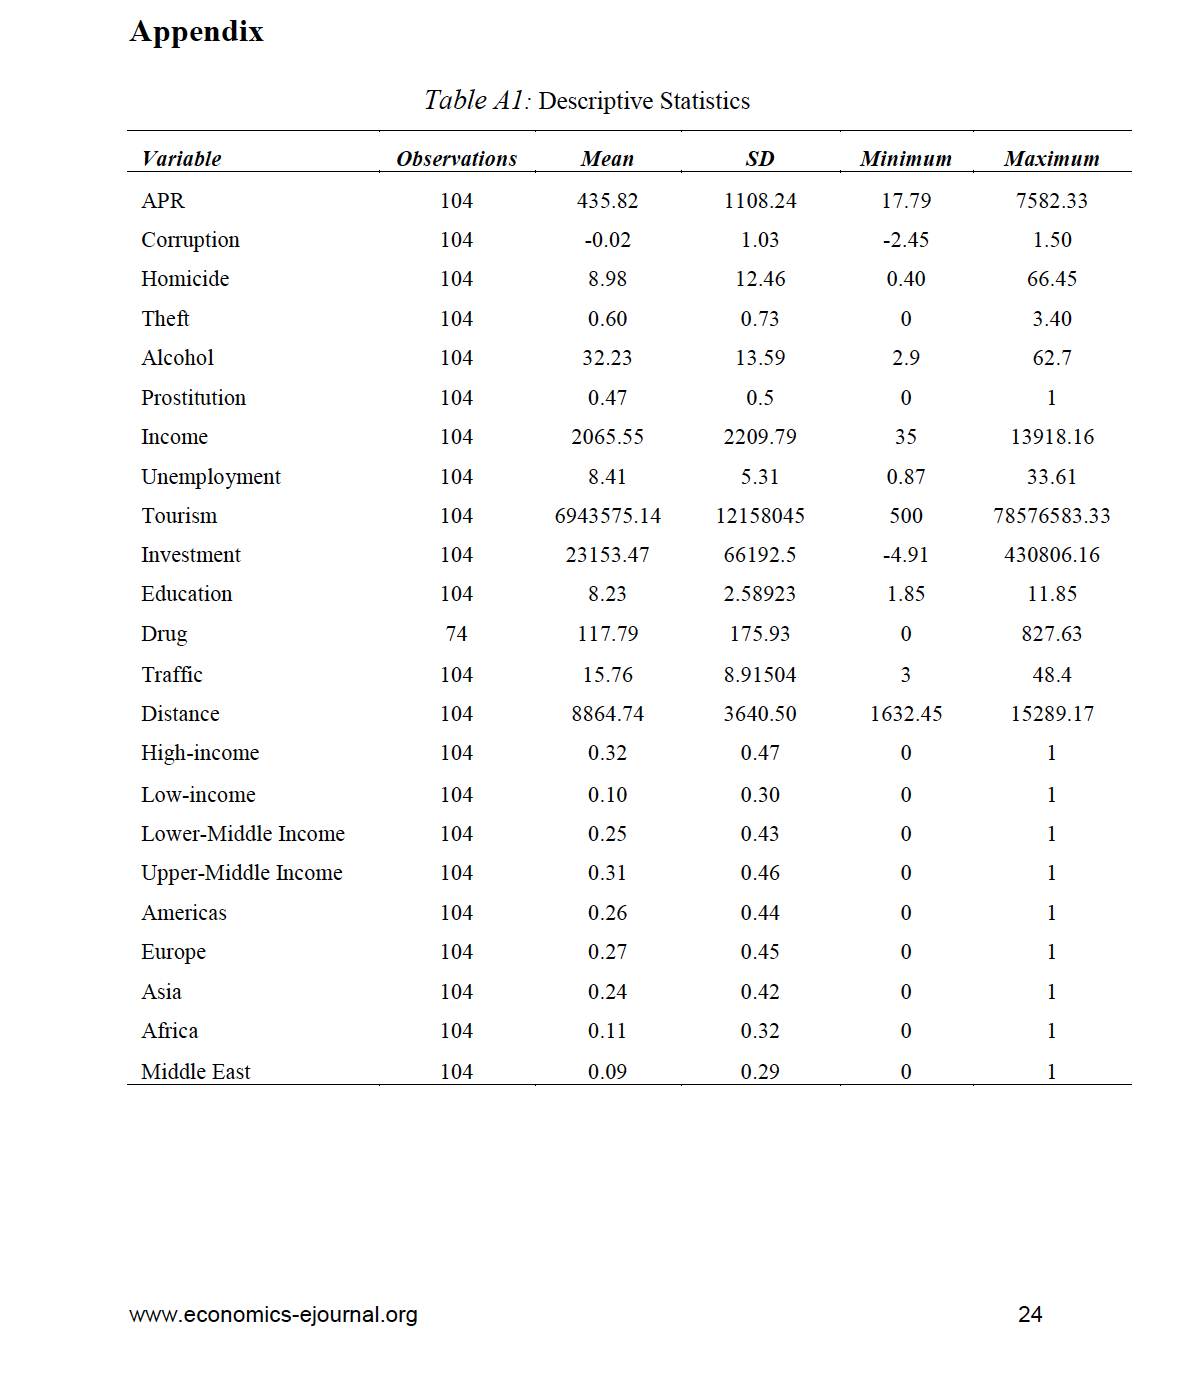 Appendix
Table A1: Descriptive Statistics
Variable Observations Mean SD Minimum Maximum
APR 104 435.82 1108.24 17.79 7582.33
Corruption 104 -0.02 1.03 -2.45 1.50
Homicide 104 8.98 12.46 0.40 66.45
Theft 104 0.60 0.73 0 3.40
Alcohol 104 32.23 13.59 2.9 62.7
Prostitution 104 0.47 0.5 0 1
Income 104 2065.55 2209.79 35 13918.16
Unemployment 104 8.41 5.31 0.87 33.61
Tourism 104 6943575.14 12158045 500 78576583.33
Investment 104 23153.47 66192.5 -4.91 430806.16
Education 104 8.23 2.58923 1.85 11.85
Drug 74 117.79 175.93 0 827.63
Traffic 104 15.76 8.91504 3 48.4
Distance 104 8864.74 3640.50 1632.45 15289.17
High-income 104 0.32 0.47 0 1
Low-income 104 0.10 0.30 0 1
Lower-Middle Income 104 0.25 0.43 0 1
Upper-Middle Income 104 0.31 0.46 0 1
Americas 104 0.26 0.44 0 1
Europe 104 0.27 0.45 0 1
Asia 104 0.24 0.42 0 1
Africa 104 0.11 0.32 0 1
Middle East 104 0.09 0.29 0 1
www.economics-ejournal.org 24